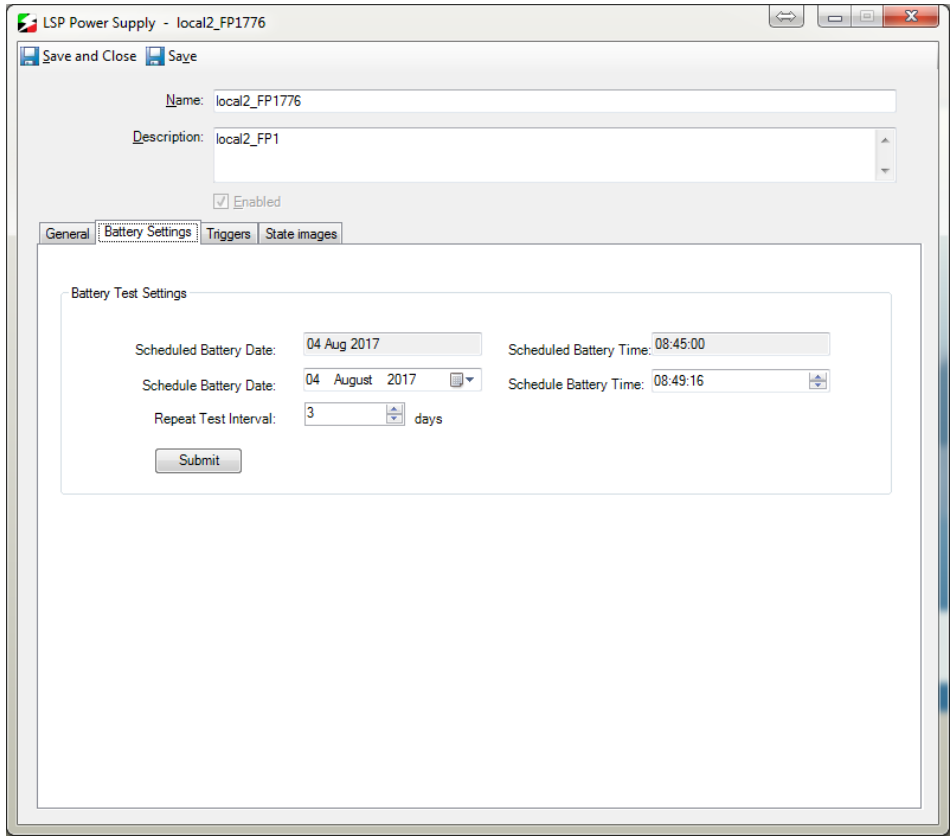 LSP Power Supply - local2_FP1776
Save and Close Save
Name: local2_FP1776
Description: local2_FP1
Enabled
General Battery Settings Triggers State images
Battery Test Settings
Scheduled Battery Date: 04 Aug 2017 Scheduled Battery Time: 08:45:00
Schedule Battery Date: 04 August 2017 Schedule Battery Time: 08:49:16
Repeat Test Interval: 3 days
Submit